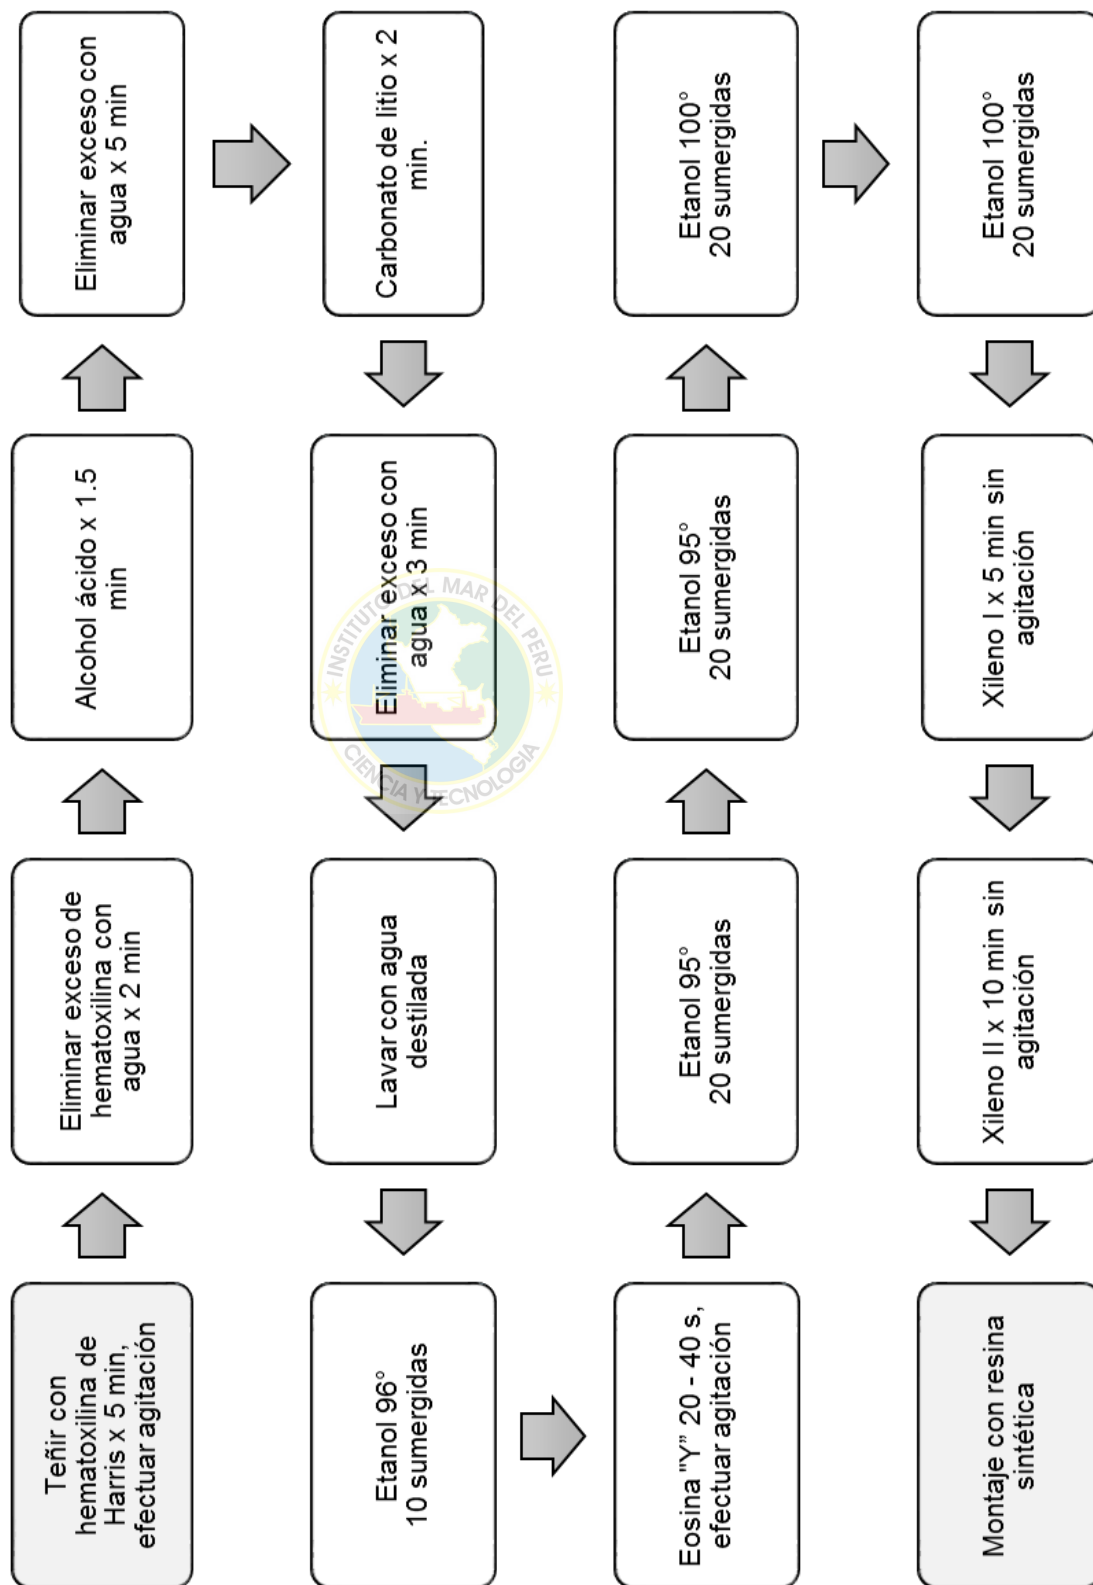 Teñir con
hematoxilina de
Harris x 5 min,
efectuar agitación
Eliminar exceso de
hematoxilina con
agua x 2 min
Alcohol ácido x 1.5
min
Eliminar exceso con
agua x 5 min
Carbonato de litio x 2
min.
Eliminar exceso con
agua x 3 min
Lavar con agua
destilada
Etanol 96°
10 sumergidas
Eosina "Y” 20 - 40 s,
efectuar agitación
Etanol 95°
20 sumergidas
Etanol 95°
20 sumergidas
Etanol 100°
20 sumergidas
Etanol 100°
20 sumergidas
Xileno I x 5 min sin
agitación
Xileno II x 10 min sin
agitación
Montaje con resina
sintética
INSTITUTO DEL MAR DEL PERU
CIENCIA Y TECNOLOGIA